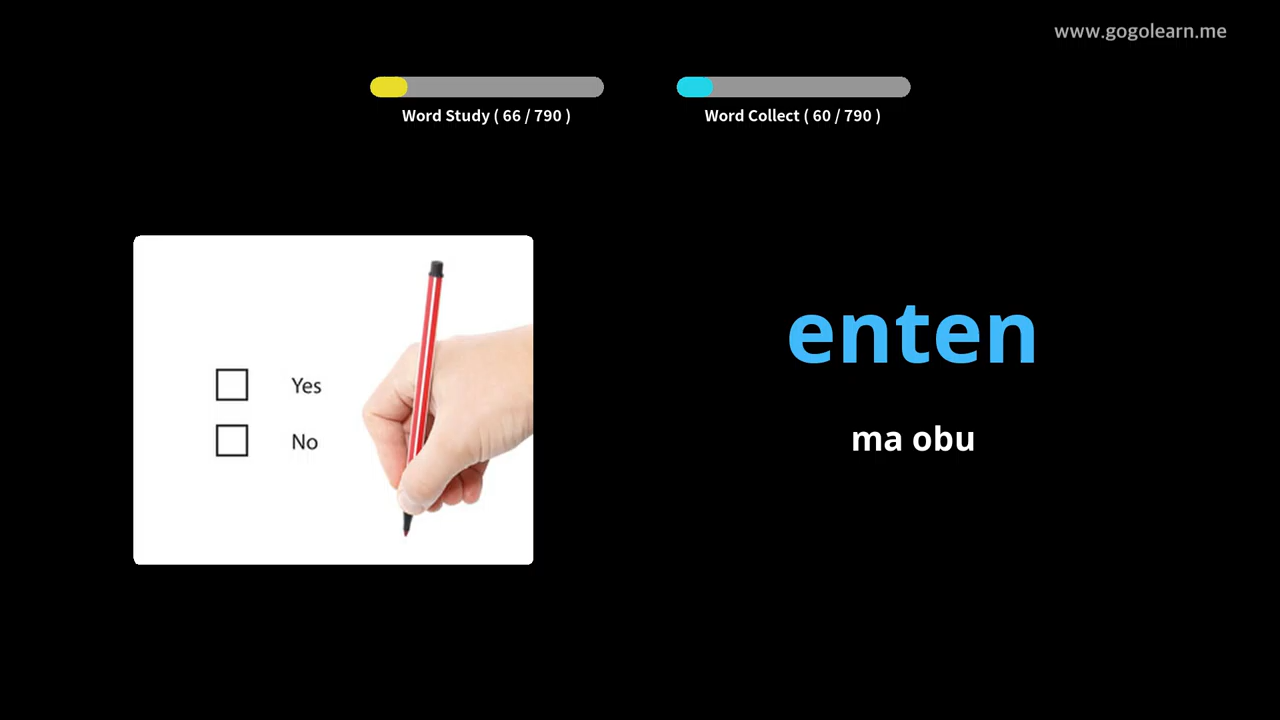 www.gogolearn.me
Word Study ( 66 / 790 )
Word Collect ( 60 / 790 )
Yes
No
enten
ma obu